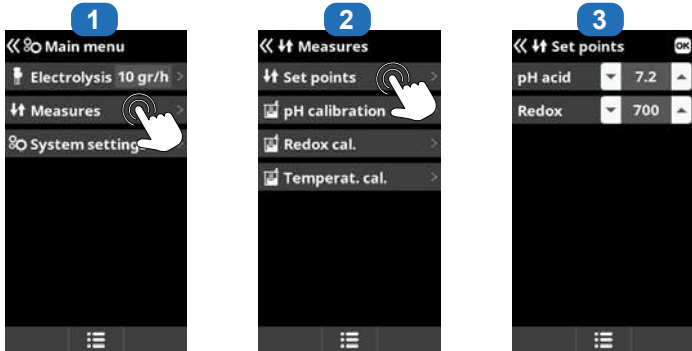 1
Main menu
Electrolysis 10 gr/h
Measures
System settings
2
Measures
Set points
pH calibration
Redox cal.
Temperat. cal.
3
Set points OK
pH acid 7.2
Redox 700